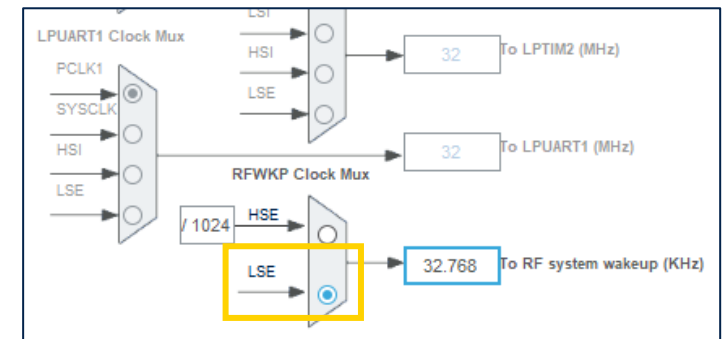 LSI
LPUART1 Clock Mux
HSI
32
To LPTIM2 (MHz)
PCLK1
LSE
SYSCLK
HSI
32
To LPUART1 (MHz)
LSE
RFWKP Clock Mux
/ 1024
HSE
LSE
32.768
To RF system wakeup (KHz)